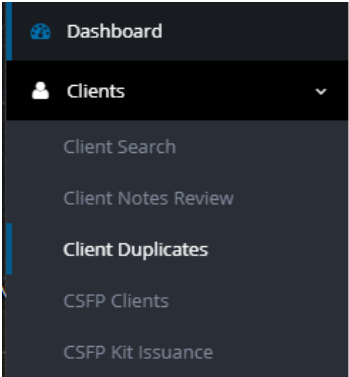 Dashboard
Clients
Client Search
Client Notes Review
Client Duplicates
CSFP Clients
CSFP Kit Issuance